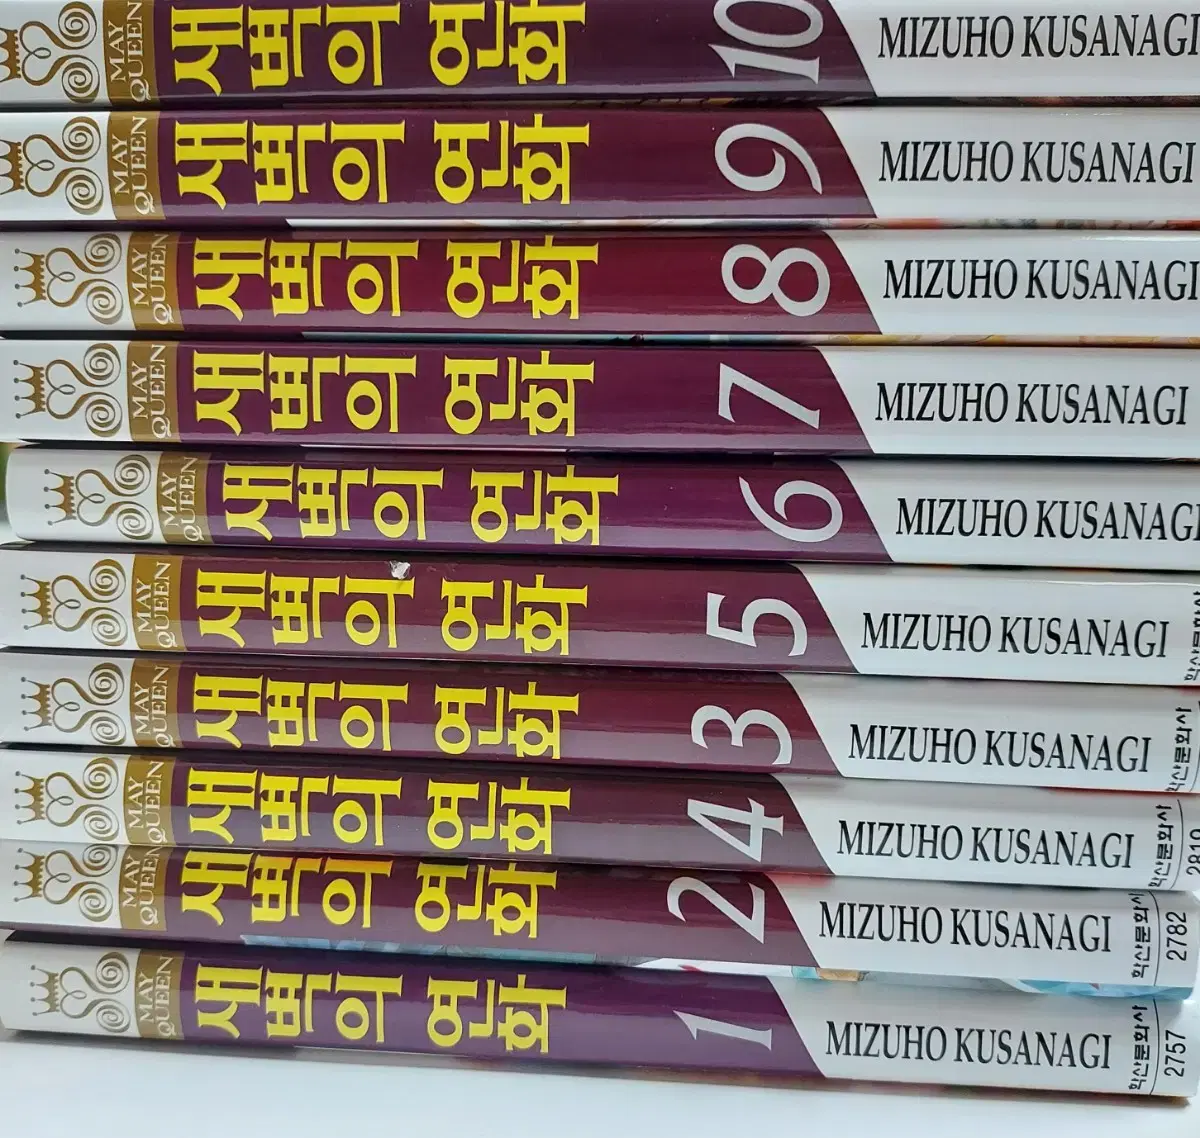 MAY QUEEN 새벽의 연화 10 MIZUHO KUSANAGI
MAY QUEEN 새벽의 연화 9 MIZUHO KUSANAGI
MAY QUEEN 새벽의 연화 8 MIZUHO KUSANAGI
MAY QUEEN 새벽의 연화 7 MIZUHO KUSANAGI
MAY QUEEN 새벽의 연화 6 MIZUHO KUSANAGI
MAY QUEEN 새벽의 연화 5 MIZUHO KUSANAGI 학산문화사
MAY QUEEN 새벽의 연화 3 MIZUHO KUSANAGI 학산문화사
MAY QUEEN 새벽의 연화 4 MIZUHO KUSANAGI 학산문화사 2819
MAY QUEEN 새벽의 연화 2 MIZUHO KUSANAGI 학산문화사 2782
MAY QUEEN 새벽의 연화 1 MIZUHO KUSANAGI 학산문화사 2757